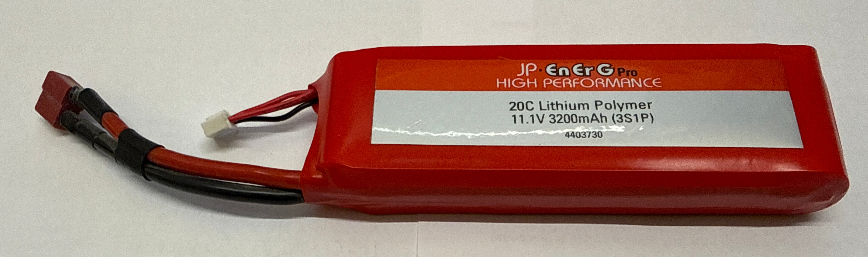 JP·EnErG Pro
HIGH PERFORMANCE
20C Lithium Polymer
11.1V 3200mAh (3S1P)
4403730